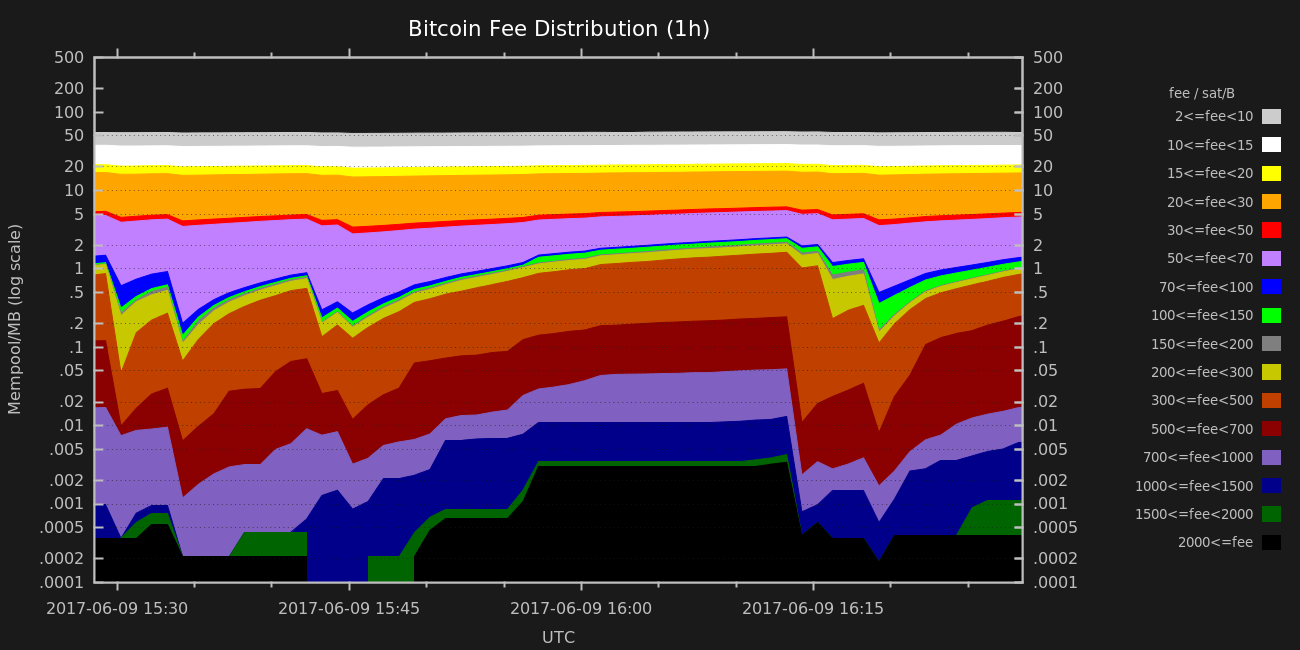 Bitcoin Fee Distribution (1h)
500 500
200 200
100 100
50 50
20 20
10 10
5 5
2 2
1 1
.5 .5
.2 .2
.1 .1
.05 .05
.02 .02
.01 .01
.005 .005
.002 .002
.001 .001
.0005 .0005
.0002 .0002
.0001 .0001
Mempool/MB (log scale)
2017-06-09 15:30 2017-06-09 15:45 2017-06-09 16:00 2017-06-09 16:15
UTC
fee / sat/B
2<=fee<10
10<=fee<15
15<=fee<20
20<=fee<30
30<=fee<50
50<=fee<70
70<=fee<100
100<=fee<150
150<=fee<200
200<=fee<300
300<=fee<500
500<=fee<700
700<=fee<1000
1000<=fee<1500
1500<=fee<2000
2000<=fee